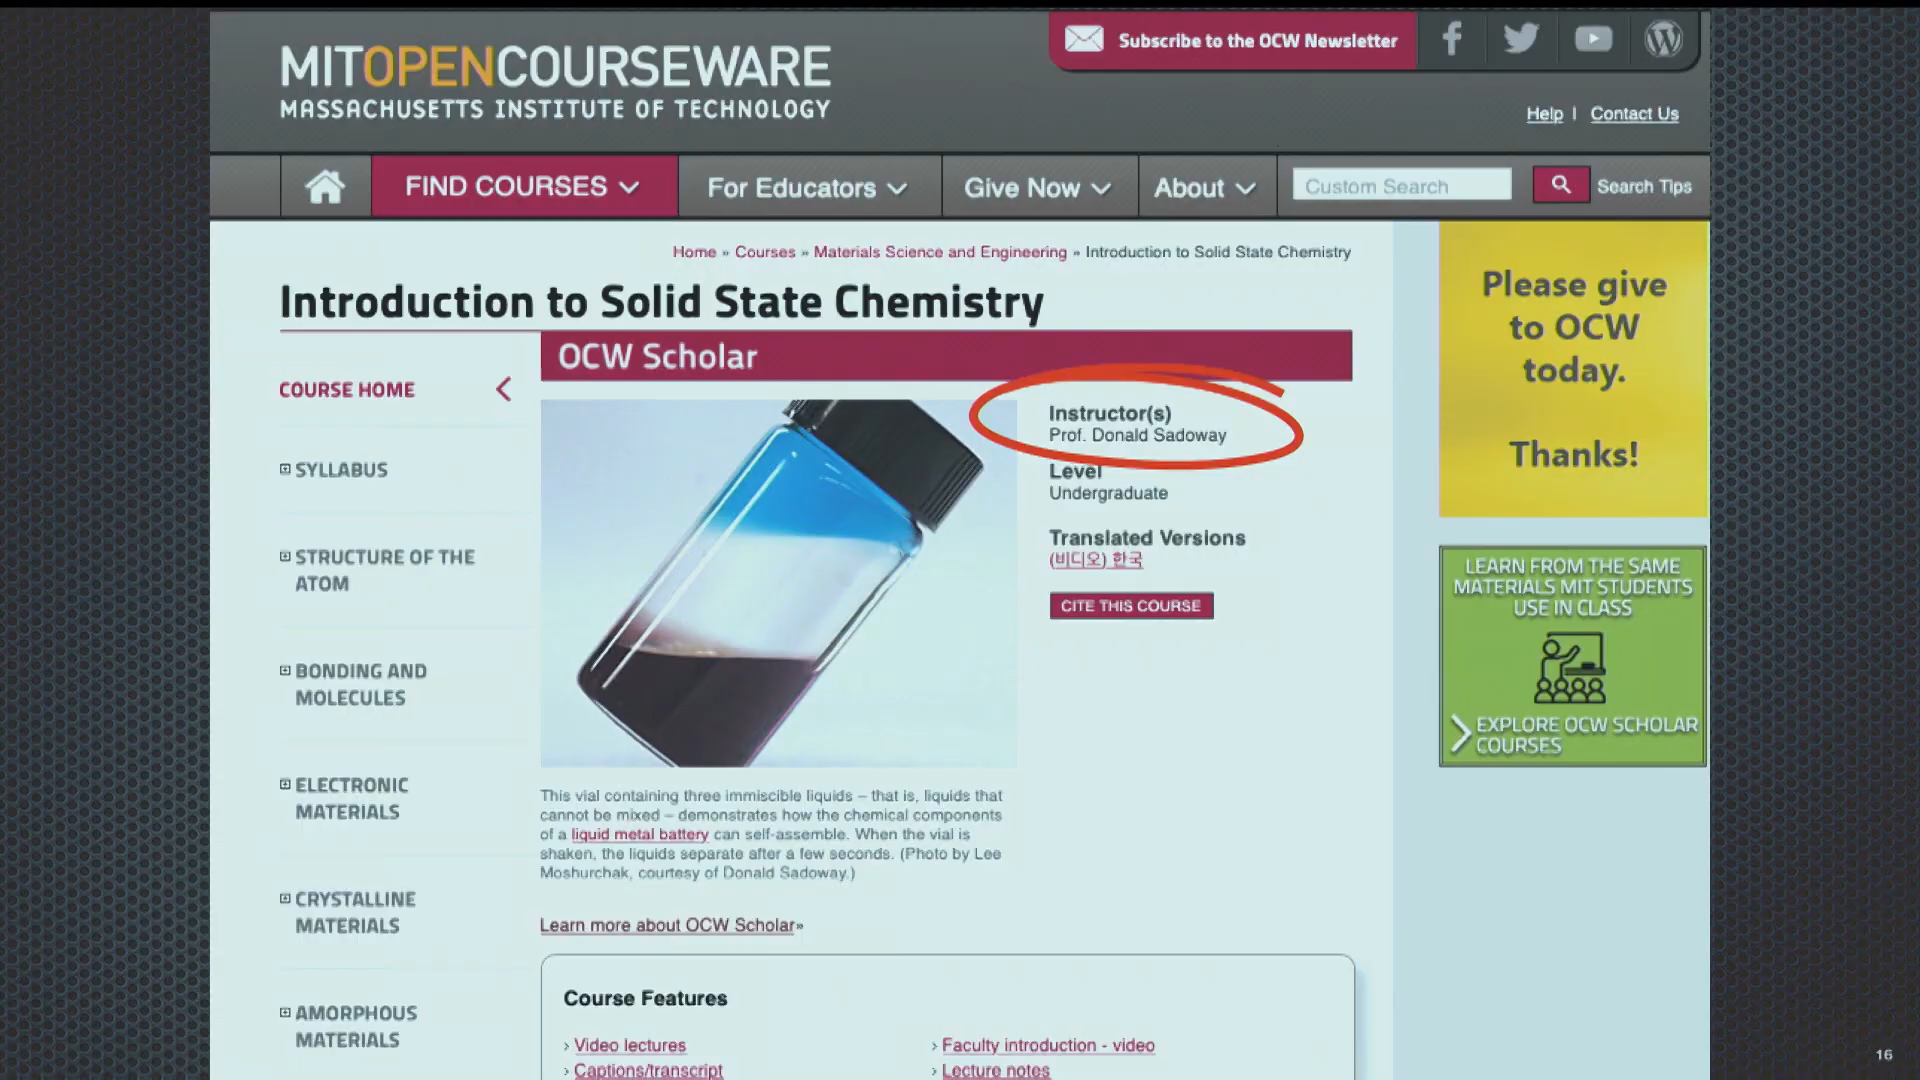 MITOPENCOURSEWARE
MASSACHUSETTS INSTITUTE OF TECHNOLOGY
Subscribe to the OCW Newsletter
Help | Contact Us
FIND COURSES
For Educators
Give Now
About
Custom Search
Search Tips
Home » Courses » Materials Science and Engineering » Introduction to Solid State Chemistry
Introduction to Solid State Chemistry
OCW Scholar
COURSE HOME
SYLLABUS
STRUCTURE OF THE
ATOM
BONDING AND
MOLECULES
ELECTRONIC
MATERIALS
CRYSTALLINE
MATERIALS
AMORPHOUS
MATERIALS
Instructor(s)
Prof. Donald Sadoway
Level
Undergraduate
Translated Versions
(비디오) 한국
CITE THIS COURSE
This vial containing three immiscible liquids – that is, liquids that
cannot be mixed – demonstrates how the chemical components
of a liquid metal battery can self-assemble. When the vial is
shaken, the liquids separate after a few seconds. (Photo by Lee
Moshurchak, courtesy of Donald Sadoway.)
Learn more about OCW Scholar»
Course Features
› Video lectures
› Captions/transcript
› Faculty introduction - video
› Lecture notes
Please give
to OCW
today.
Thanks!
LEARN FROM THE SAME
MATERIALS MIT STUDENTS
USE IN CLASS
EXPLORE OCW SCHOLAR
COURSES
16